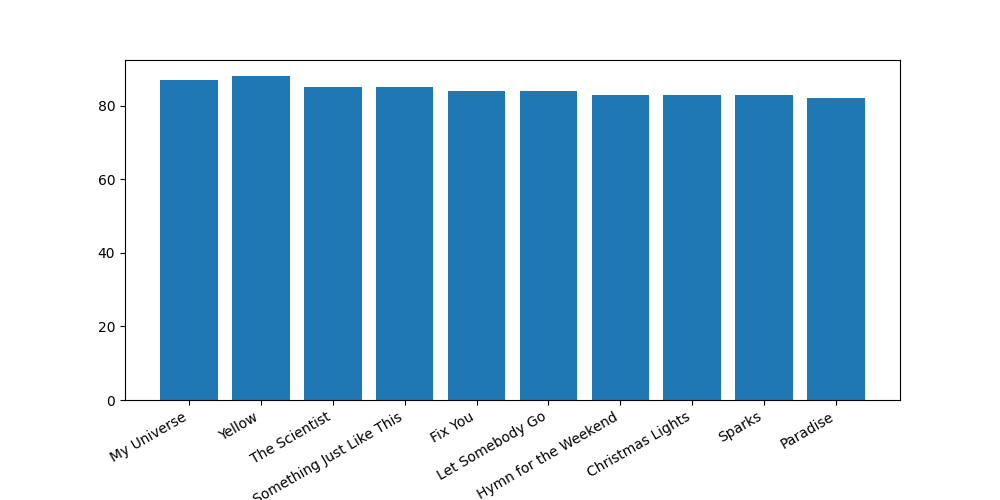 80
60
40
20
0
My Universe
Yellow
The Scientist
Something Just Like This
Fix You
Let Somebody Go
Hymn for the Weekend
Christmas Lights
Sparks
Paradise